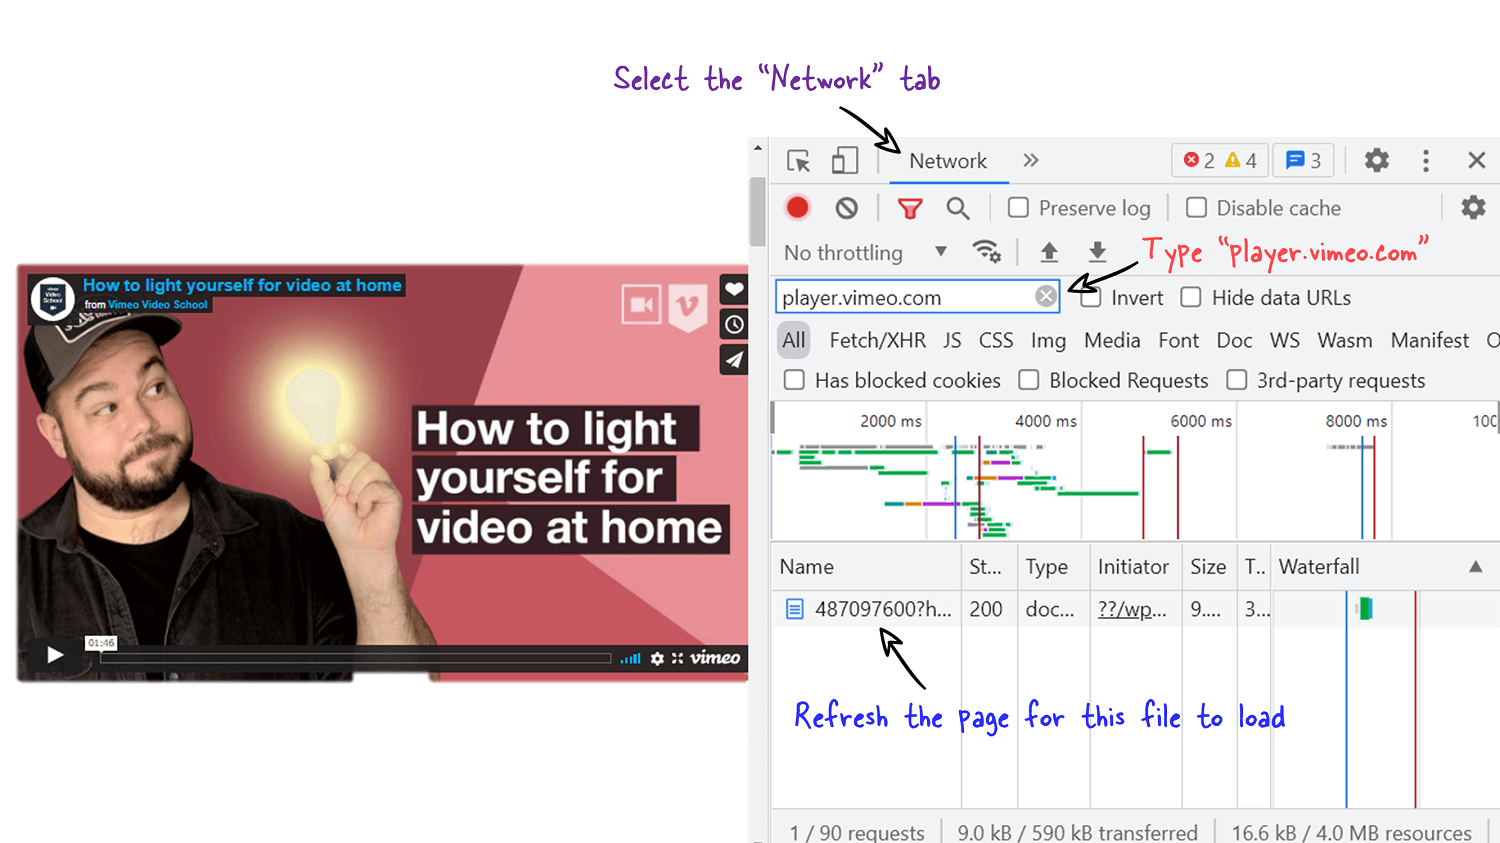 Select the “Network” tab
Network
2
4
3
Preserve log
Disable cache
No throttling
Type “player.vimeo.com”
player.vimeo.com
Invert
Hide data URLs
All Fetch/XHR JS CSS Img Media Font Doc WS Wasm Manifest O
Has blocked cookies
Blocked Requests
3rd-party requests
2000 ms
4000 ms
6000 ms
8000 ms
100
Name St... Type Initiator Size T.. Waterfall
487097600?h... 200 doc... ??/wp... 9.... 3...
Refresh the page for this file to load
1 / 90 requests
9.0 kB / 590 kB transferred
16.6 kB / 4.0 MB resources
How to light yourself for video at home
from Vimeo Video School
vimeo
Video
School
How to light
yourself for
video at home
01:46
vimeo